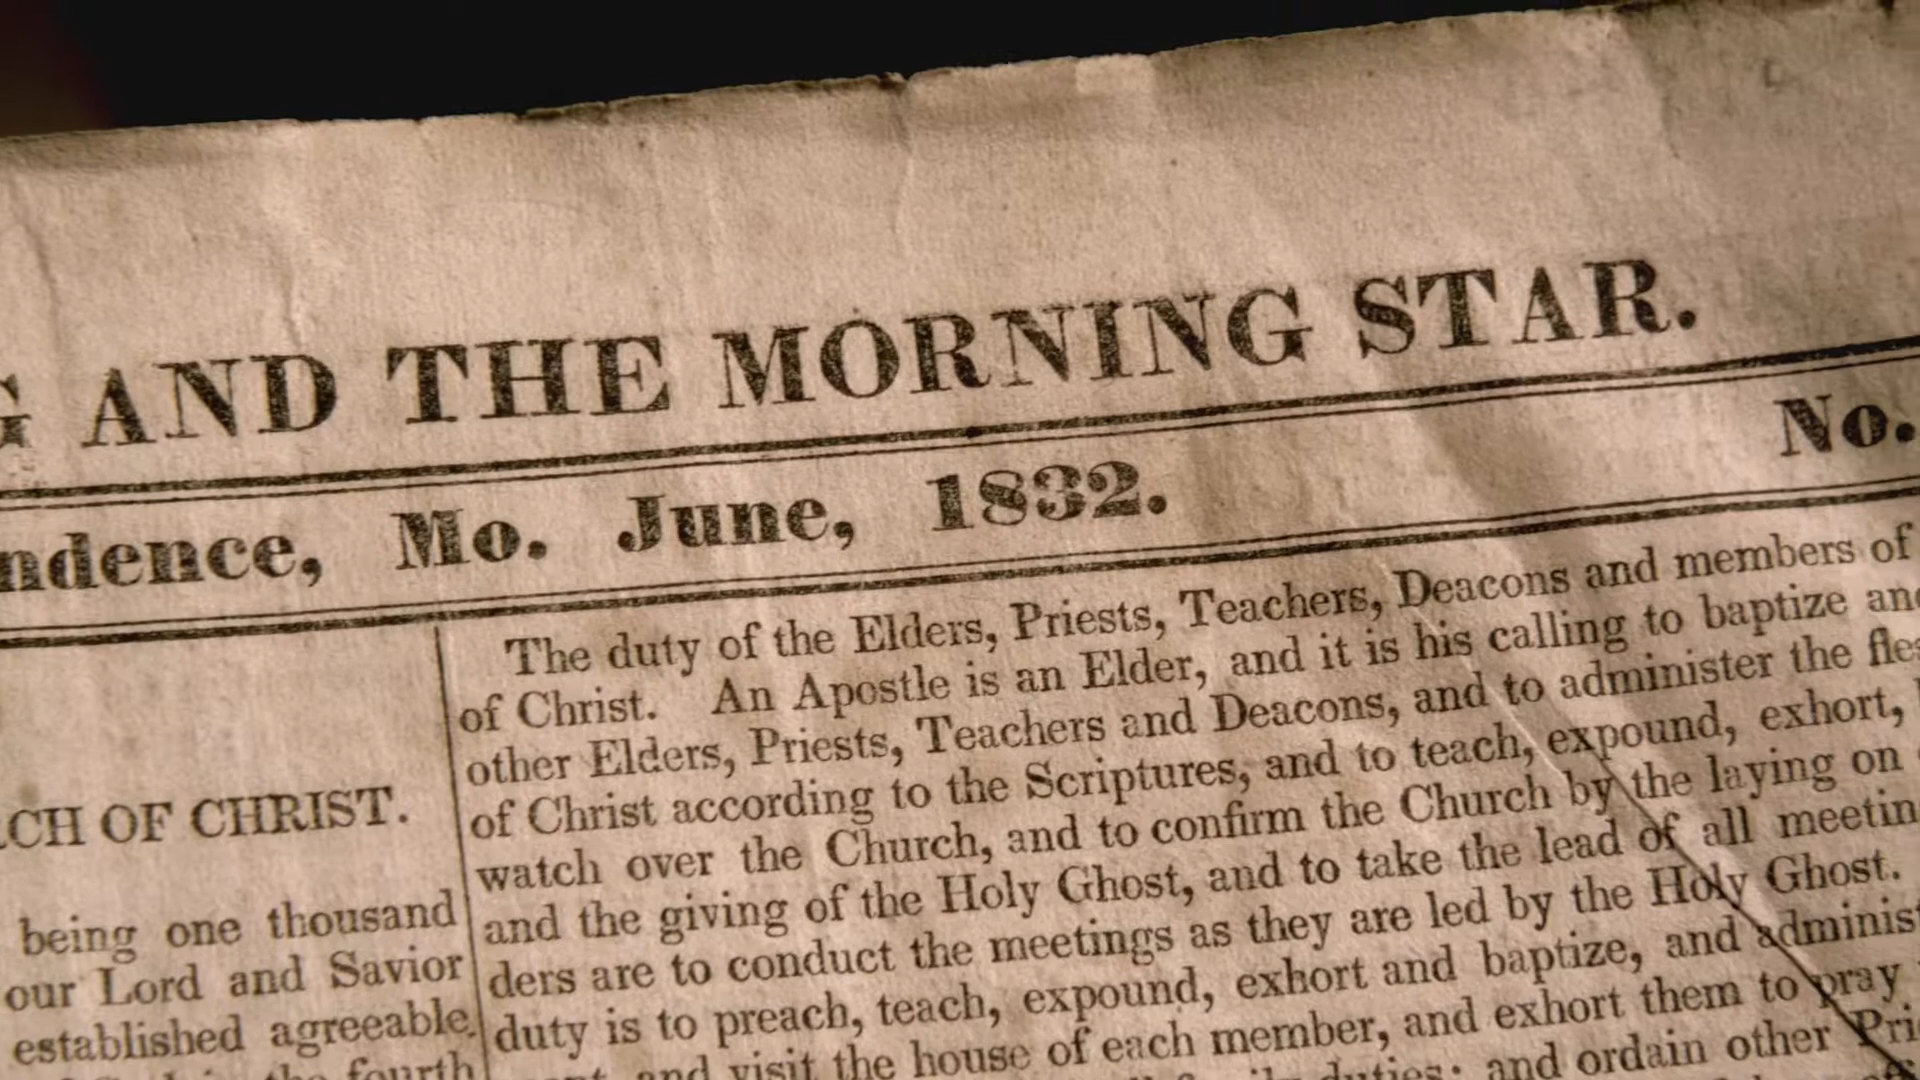 G AND THE MORNING STAR.
ndence, Mo. June, 1832. No.
CH OF CHRIST.
being one thousand
our Lord and Savior
established agreeable
the fourth
The duty of the Elders, Priests, Teachers, Deacons and members of
of Christ. An Apostle is an Elder, and it is his calling to baptize and
other Elders, Priests, Teachers and Deacons, and to administer the fles
of Christ according to the Scriptures, and to teach, expound, exhort,
watch over the Church, and to confirm the Church by the laying on
and the giving of the Holy Ghost, and to take the lead of all meetin
ders are to conduct the meetings as they are led by the Holy Ghost.
duty is to preach, teach, expound, exhort and baptize, and administ
and visit the house of each member, and exhort them to pray
duties; and ordain other Pri